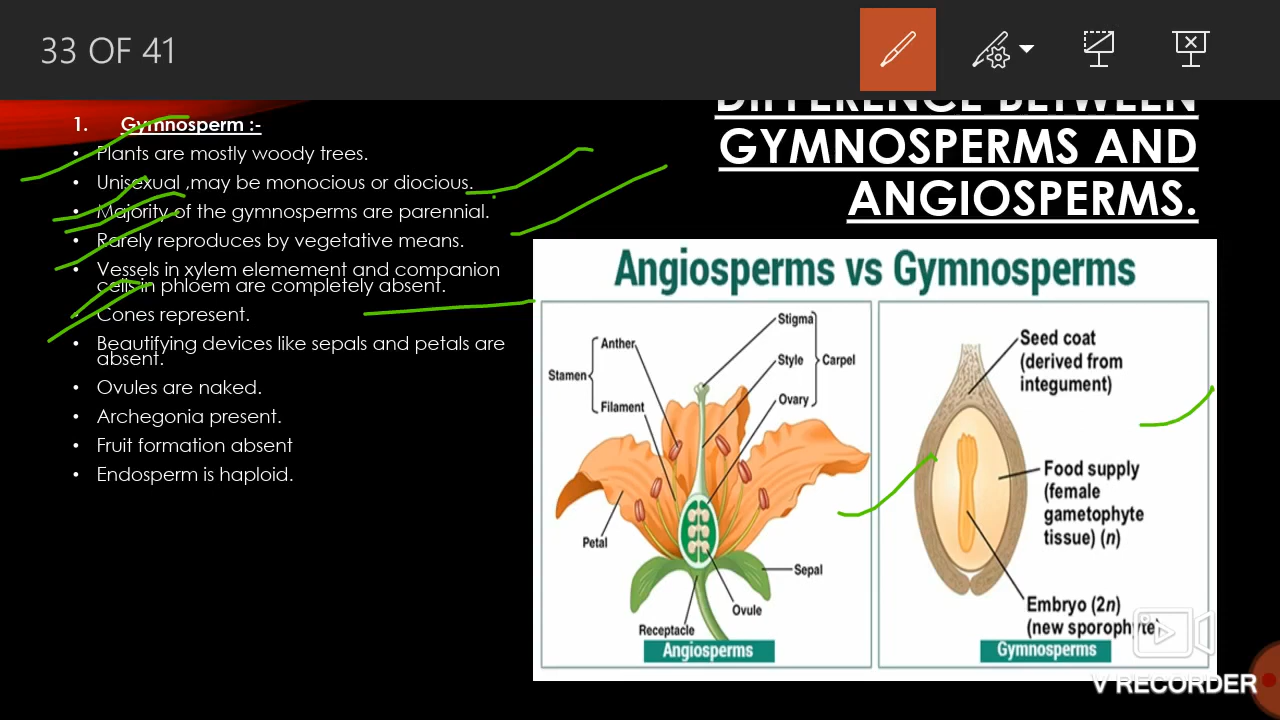 33 OF 41
DIFFERENCE BETWEEN
GYMNOSPERMS AND
ANGIOSPERMS.
1. Gymnosperm :-
• Plants are mostly woody trees.
• Unisexual ,may be monocious or diocious.
• Majority of the gymnosperms are parennial.
• Rarely reproduces by vegetative means.
• Vessels in xylem elemement and companion
cells in phloem are completely absent.
• Cones represent.
• Beautifying devices like sepals and petals are
absent.
• Ovules are naked.
• Archegonia present.
• Fruit formation absent
• Endosperm is haploid.
Angiosperms vs Gymnosperms
Stigma
Anther
Style
Carpel
Stamen
Filament
Ovary
Petal
Sepal
Ovule
Receptacle
Angiosperms
Seed coat
(derived from
integument)
Food supply
(female
gametophyte
tissue) (n)
Embryo (2n)
(new sporophyte)
Gymnosperms
V RECORDER